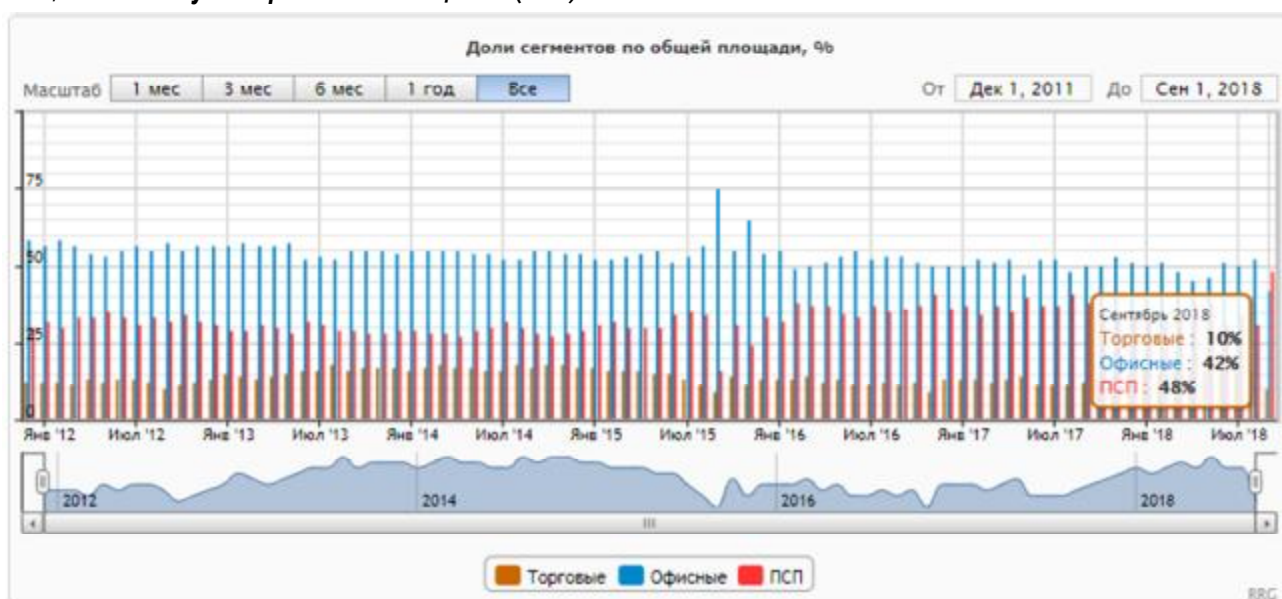 Доли сегментов по общей площади, %
Масштаб 1 мес 3 мес 6 мес 1 год Все От Дек 1, 2011 До Сен 1, 2018
75
50
25
0
Сентябрь 2018
Торговые : 10%
Офисные : 42%
ПСП : 48%
Янв '12 Июл '12 Янв '13 Июл '13 Янв '14 Июл '14 Янв '15 Июл '15 Янв '16 Июл '16 Янв '17 Июл '17 Янв '18 Июл '18
2012 2014 2016 2018
Торговые Офисные ПСП
RRG